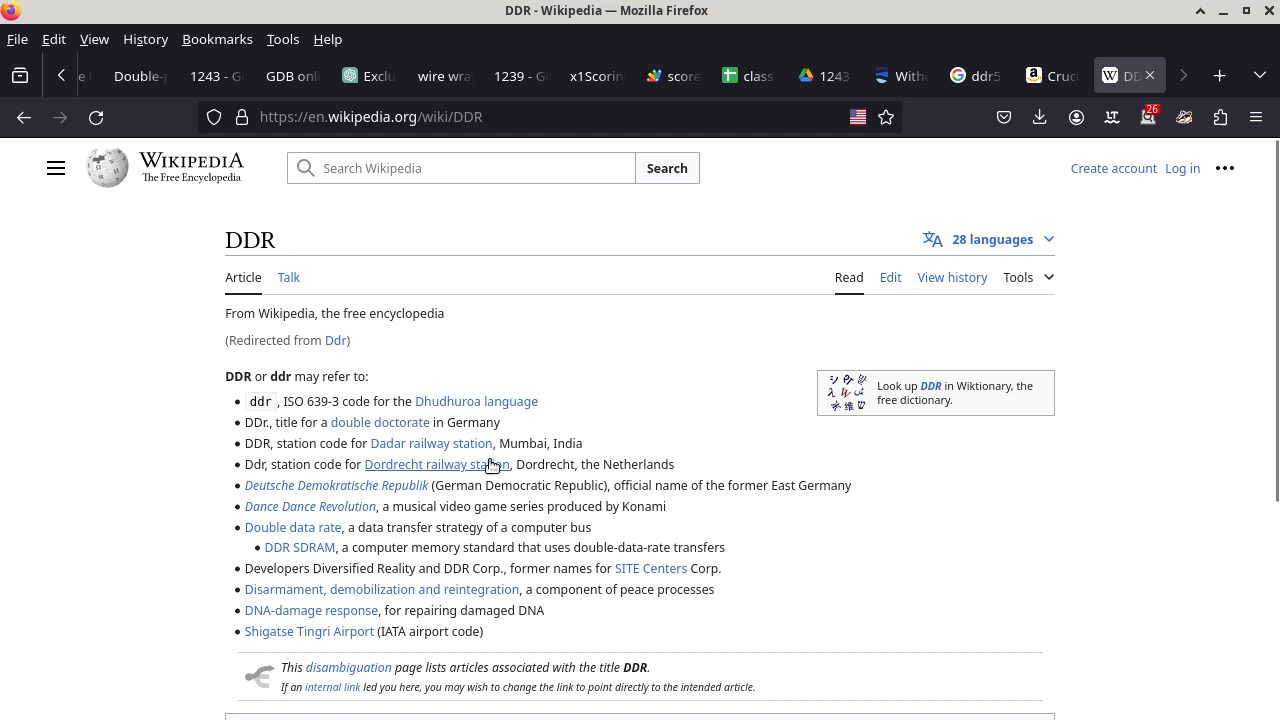 DDR - Wikipedia — Mozilla Firefox
File Edit View History Bookmarks Tools Help
Double-p 1243 - G GDB onl Exclu wire wra 1239 - G x1Scorin score class 1243 With ddr5 Cruci DD
https://en.wikipedia.org/wiki/DDR 26
WIKIPEDIA
The Free Encyclopedia
Search Wikipedia Search Create account Log in
DDR 28 languages
Article Talk Read Edit View history Tools
From Wikipedia, the free encyclopedia
(Redirected from Ddr)
DDR or ddr may refer to:
Look up DDR in Wiktionary, the
free dictionary.
• ddr, ISO 639-3 code for the Dhudhuroa language
• DDr., title for a double doctorate in Germany
• DDR, station code for Dadar railway station, Mumbai, India
• Ddr, station code for Dordrecht railway station, Dordrecht, the Netherlands
• Deutsche Demokratische Republik (German Democratic Republic), official name of the former East Germany
• Dance Dance Revolution, a musical video game series produced by Konami
• Double data rate, a data transfer strategy of a computer bus
• DDR SDRAM, a computer memory standard that uses double-data-rate transfers
• Developers Diversified Reality and DDR Corp., former names for SITE Centers Corp.
• Disarmament, demobilization and reintegration, a component of peace processes
• DNA-damage response, for repairing damaged DNA
• Shigatse Tingri Airport (IATA airport code)
This disambiguation page lists articles associated with the title DDR.
If an internal link led you here, you may wish to change the link to point directly to the intended article.